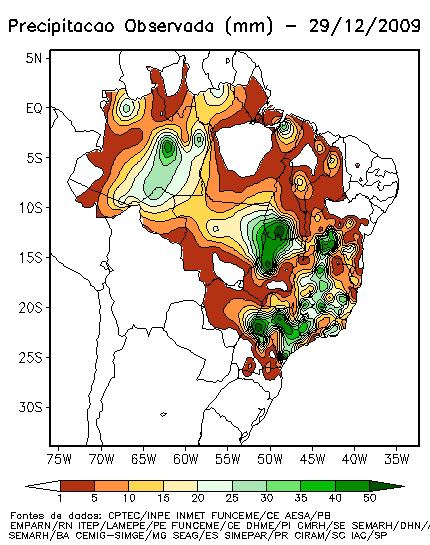 Precipitacao Observada (mm) - 29/12/2009
5N
EQ
5S
10S
15S
20S
25S
30S
75W 70W 65W 60W 55W 50W 45W 40W 35W
1 5 10 15 20 25 30 35 40 50
Fontes de dados: CPTEC/INPE INMET FUNCEME/CE AESA/PB
EMPARN/RN ITEP/LAMEPE/PE FUNCEME/CE DHME/PI CMRH/SE SEMARH/DHN/
SEMARH/BA CEMIG-SIMGE/MG SEAG/ES SIMEPAR/PR CIRAM/SC IAC/SP